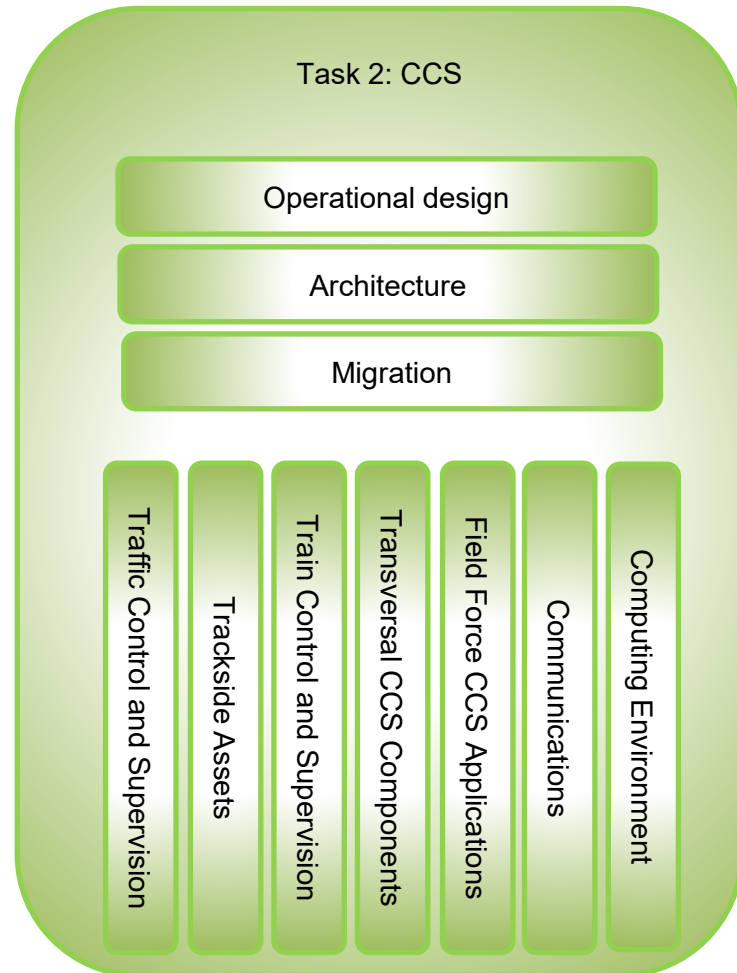 Task 2: CCS
Operational design
Architecture
Migration
Traffic Control and Supervision
Trackside Assets
Train Control and Supervision
Transversal CCS Components
Field Force CCS Applications
Communications
Computing Environment